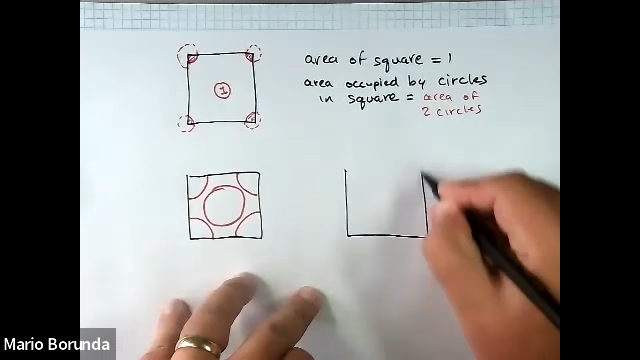 area of square = 1
area occupied by circles
in square = area of
2 circles
1
Mario Borunda